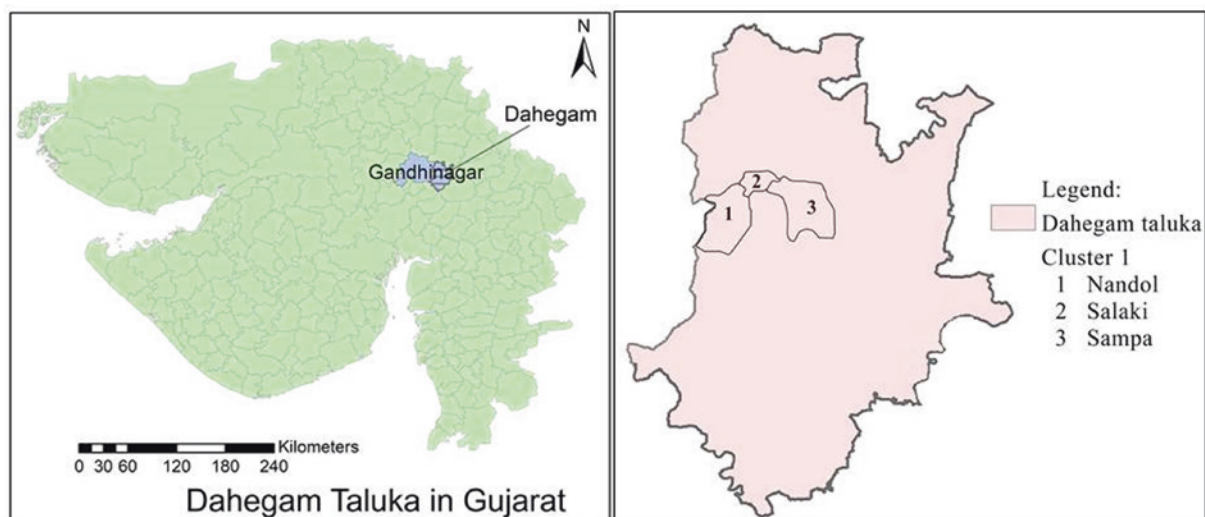 N
Dahegam
Gandhinagar
Kilometers
0 30 60 120 180 240
Dahegam Taluka in Gujarat
1
2
3
Legend:
Dahegam taluka
Cluster 1
1 Nandol
2 Salaki
3 Sampa